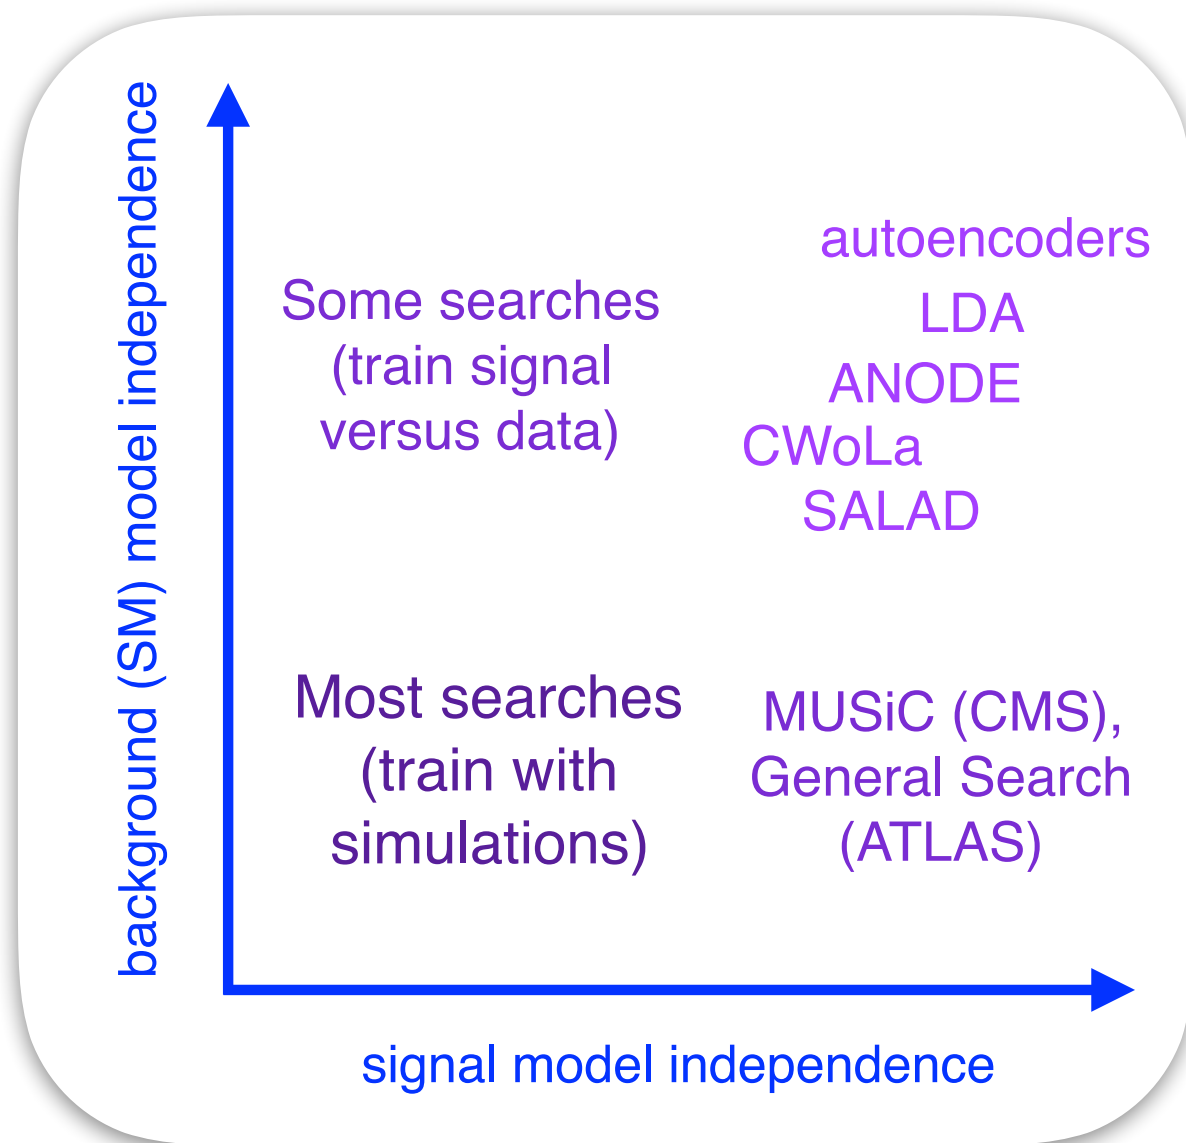 background (SM) model independence
autoencoders
Some searches
(train signal
versus data)
LDA
ANODE
CWoLa
SALAD
Most searches
(train with
simulations)
MUSiC (CMS),
General Search
(ATLAS)
signal model independence